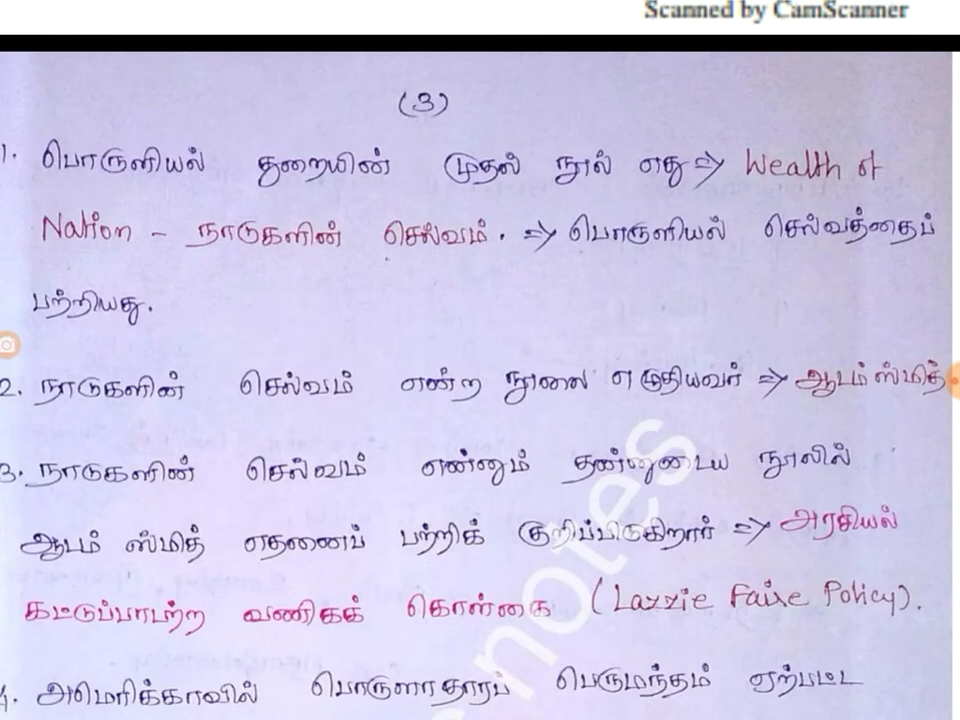 Scanned by CamScanner
(3)
1. பொருளியல் துறையின் முதல் நூல் எது => Wealth of
Nation - நாடுகளின் செல்வம். => பொருளியல் செல்வத்தைப்
பற்றியது.
2. நாடுகளின் செல்வம் என்ற நூலை எழுதியவர் => ஆடம் ஸ்மித்
3. நாடுகளின் செல்வம் என்னும் தன்னுடைய நூலில்
ஆடம் ஸ்மித் எதனைப் பற்றிக் குறிப்பிடுகிறார் => அரசியல்
கட்டுப்பாடற்ற வணிகக் கொள்கை (Lazzie Faise Policy).
4. அமெரிக்காவில் பொருளாதாரப் பெருமந்தம் ஏற்பட்ட
notes